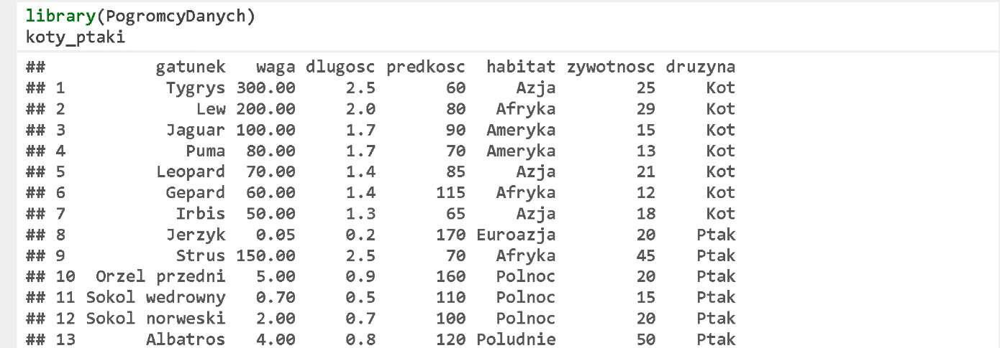 library(PogromcyDanych)
koty_ptaki
##           gatunek   waga dlugosc predkosc  habitat zywotnosc druzyna
## 1          Tygrys 300.00     2.5       60     Azja        25     Kot
## 2             Lew 200.00     2.0       80   Afryka        29     Kot
## 3          Jaguar 100.00     1.7       90  Ameryka        15     Kot
## 4            Puma  80.00     1.7       70  Ameryka        13     Kot
## 5         Leopard  70.00     1.4       85     Azja        21     Kot
## 6          Gepard  60.00     1.4      115   Afryka        12     Kot
## 7           Irbis  50.00     1.3       65     Azja        18     Kot
## 8          Jerzyk   0.05     0.2      170 Euroazja        20    Ptak
## 9           Strus 150.00     2.5       70   Afryka        45    Ptak
## 10  Orzel przedni   5.00     0.9      160   Polnoc        20    Ptak
## 11 Sokol wedrowny   0.70     0.5      110   Polnoc        15    Ptak
## 12 Sokol norweski   2.00     0.7      100   Polnoc        20    Ptak
## 13       Albatros   4.00     0.8      120 Poludnie        50    Ptak